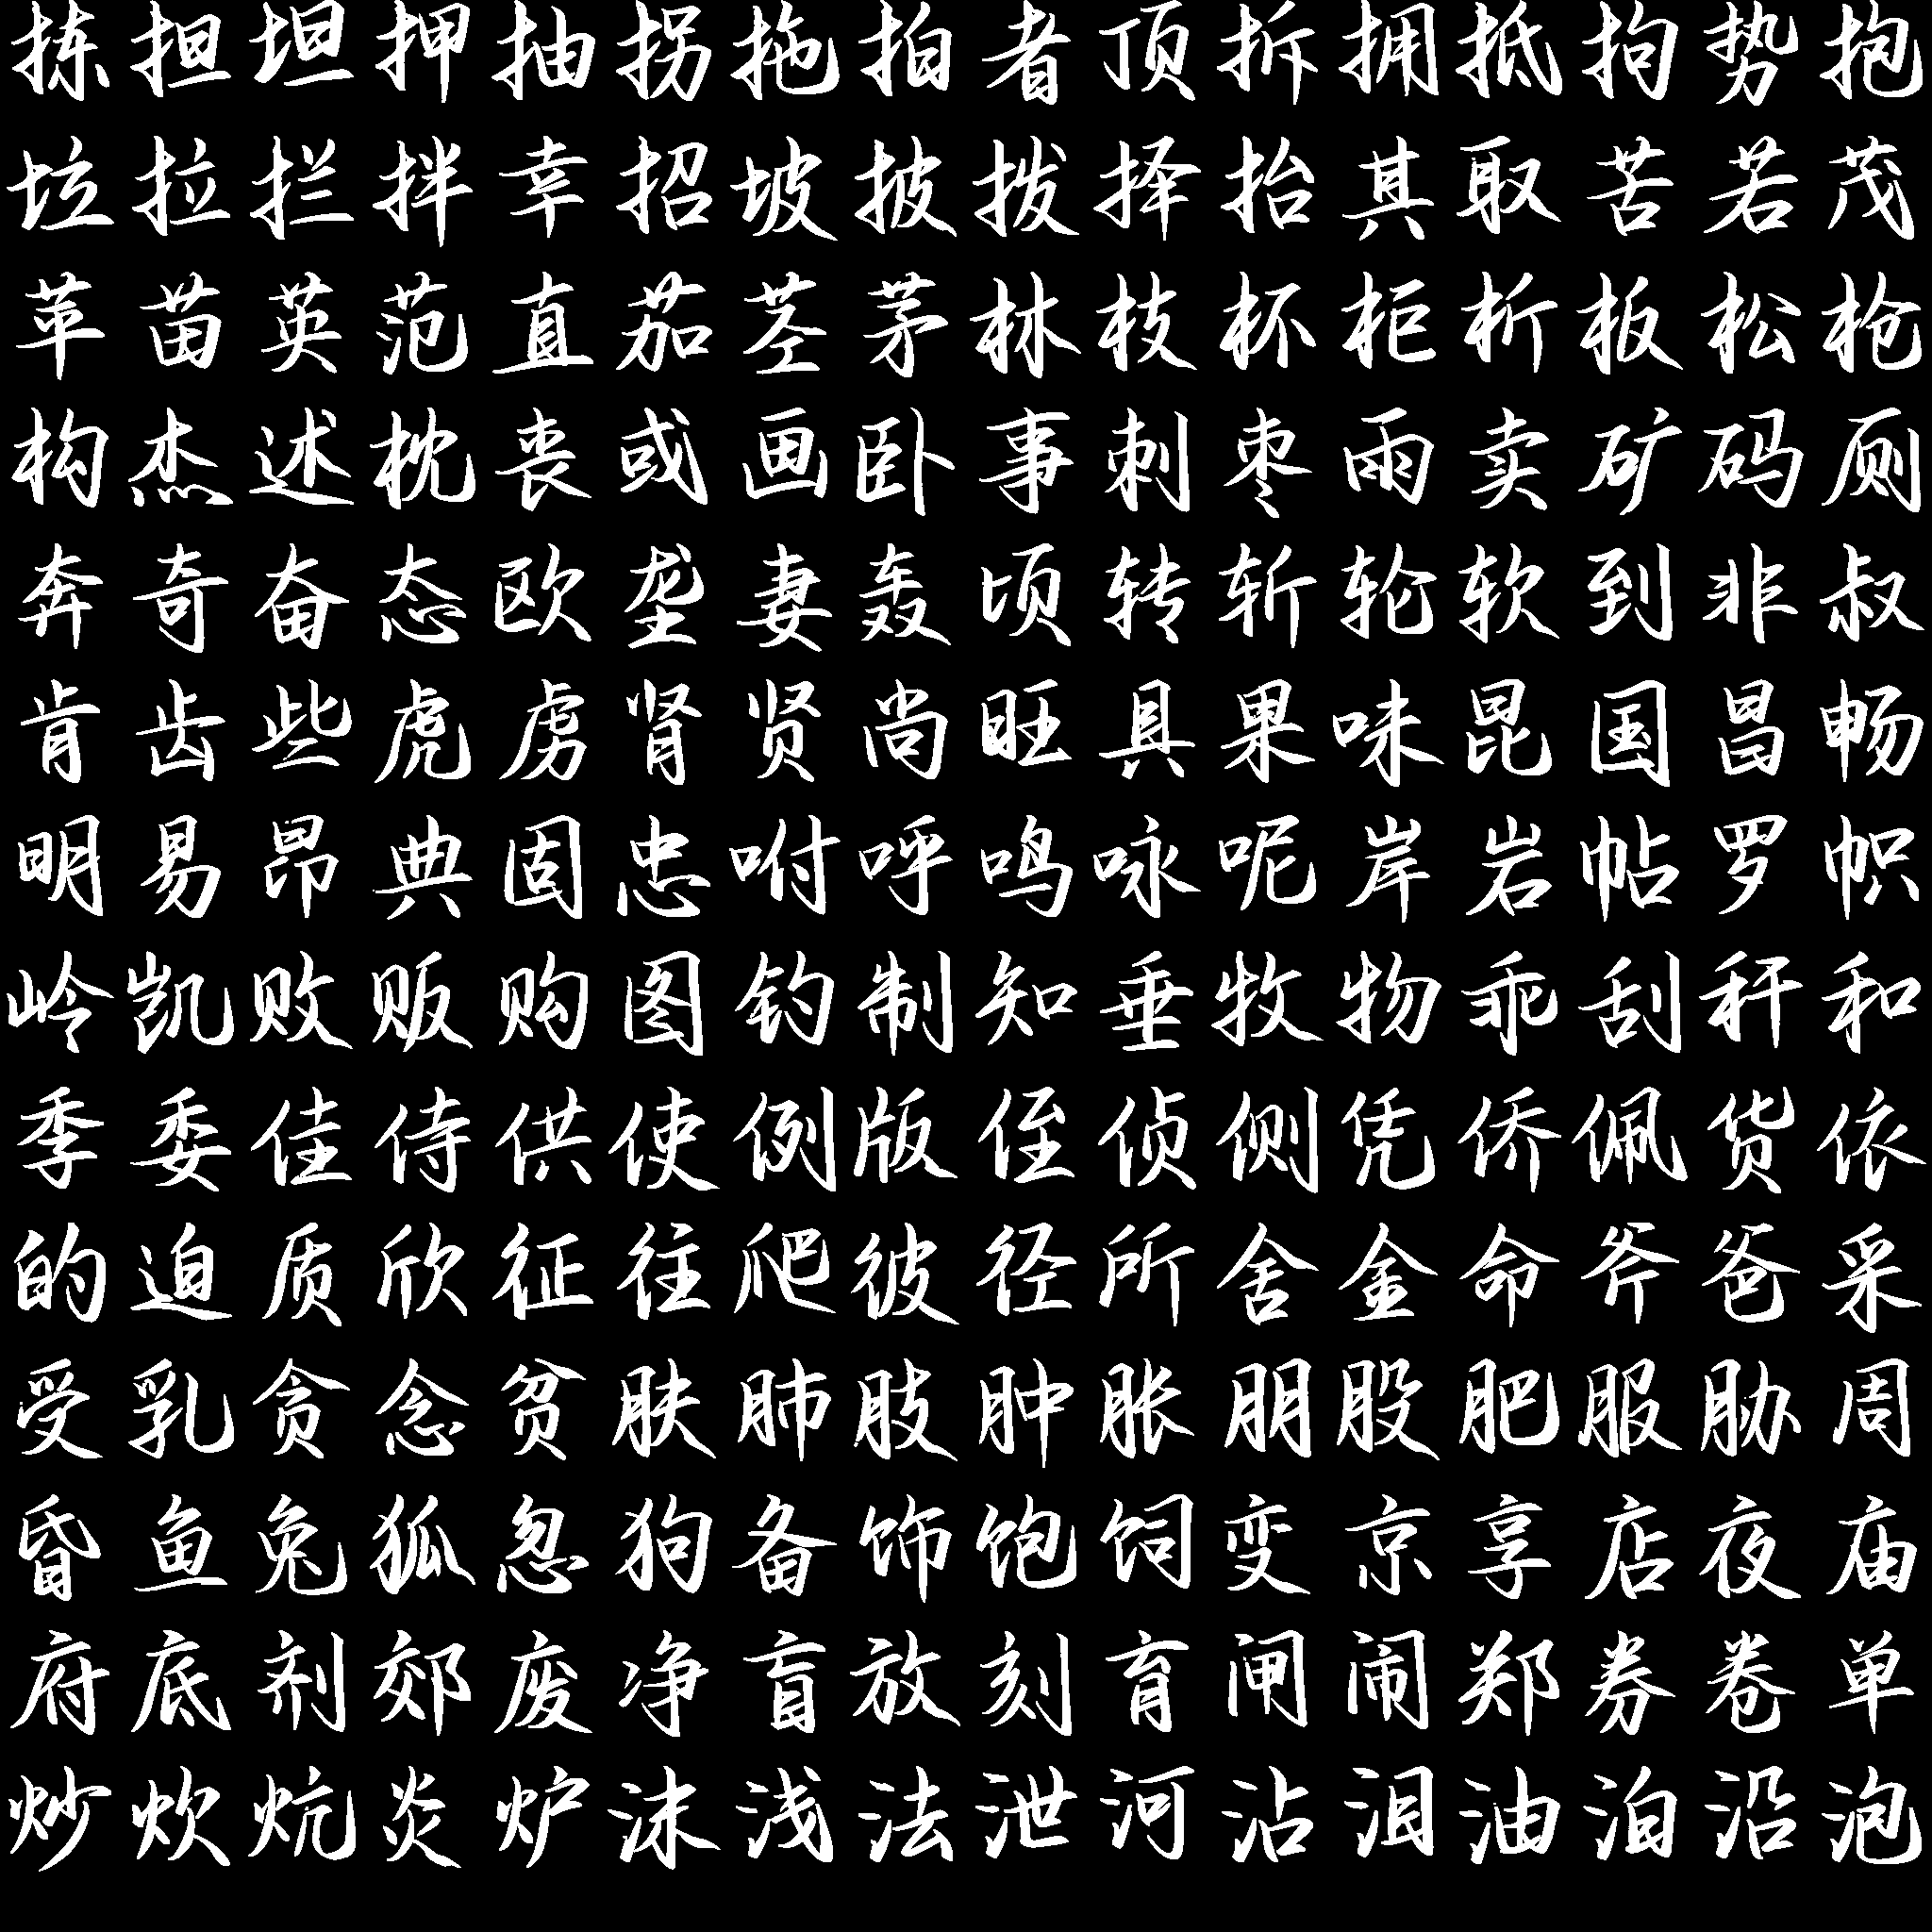 拣担坦押抽拐拖拍者顶拆拥抵拘势抱
垃拉拦拌幸招坡披拨择抬其取苦若茂
苹苗英范直茄茎茅林枝杯柜析板松枪
构杰述枕丧或画卧事刺枣雨卖矿码厕
奔奇奋态欧垄妻轰顷转斩轮软到非叔
肯齿些虎虏肾贤尚旺具果味昆国昌畅
明易昂典固忠咐呼鸣咏呢岸岩帖罗帜
岭凯败贩购图钓制知垂牧物乖刮秆和
季委佳侍供使例版侄侦侧凭侨佩货依
的迫质欣征往爬彼径所舍金命斧爸采
受乳贪念贫肤肺肢肿胀朋股肥服胁周
昏鱼兔狐忽狗备饰饱饲变京享店夜庙
府底剂郊废净盲放刻育闸闹郑券卷单
炒炊炕炎炉沫浅法泄河沾泪油泊沿泡